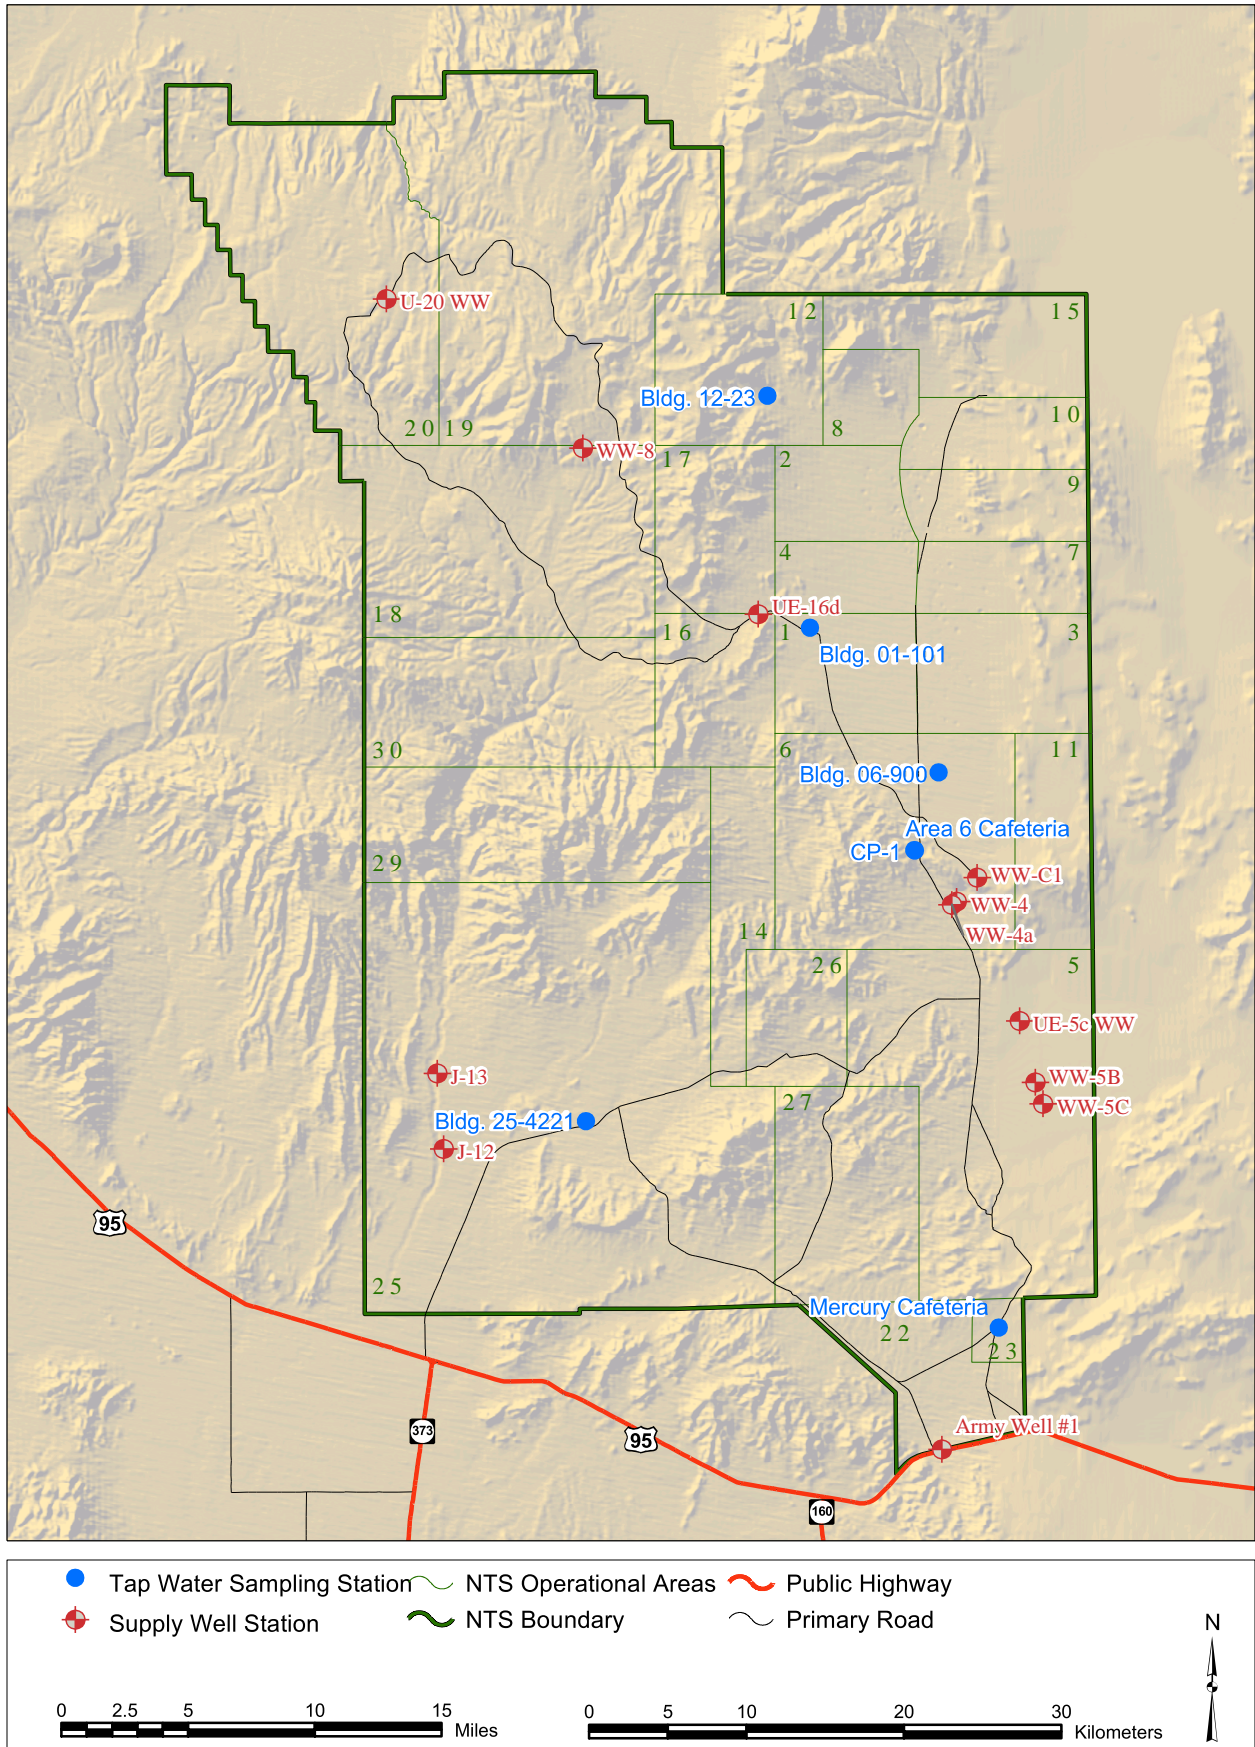 12
15
U-20 WW
Bldg. 12-23
10
20
19
8
WW-8
17
2
9
4
7
UE-16d
18
16
1
3
Bldg. 01-101
30
6
11
Bldg. 06-900
Area 6 Cafeteria
CP-1
29
WW-C1
WW-4
14
WW-4a
26
5
UE-5c WW
J-13
WW-5B
27
WW-5C
Bldg. 25-4221
J-12
95
25
Mercury Cafeteria
22
23
Army Well #1
373
95
160
Tap Water Sampling Station
NTS Operational Areas
Public Highway
Supply Well Station
NTS Boundary
Primary Road
N
0 2.5 5 10 15
Miles
0 5 10 20 30
Kilometers